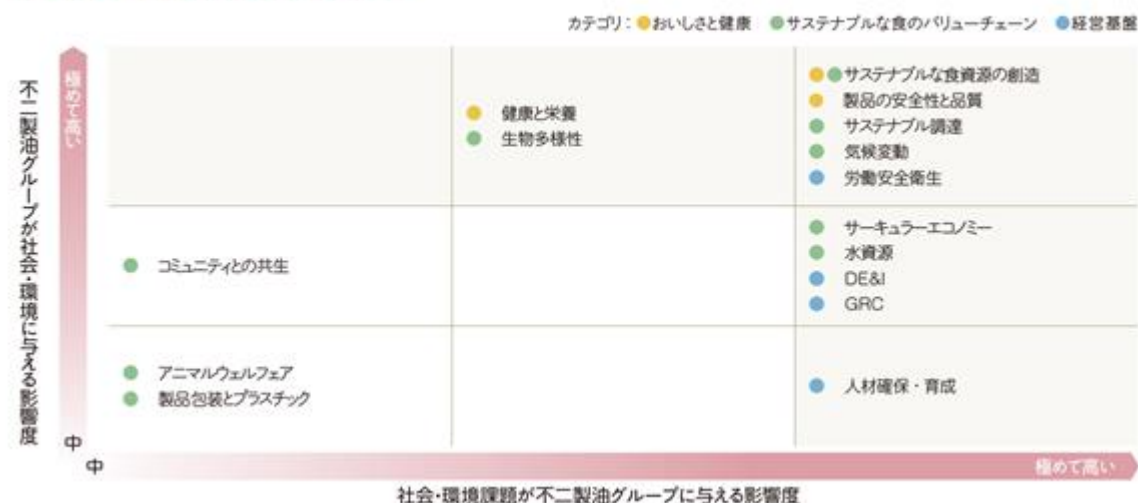 カテゴリ：おいしさと健康 サステナブルな食のバリューチェーン 経営基盤
不二製油グループが社会・環境に与える影響度
極めて高い
健康と栄養
生物多様性
サステナブルな食資源の創造
製品の安全性と品質
サステナブル調達
気候変動
労働安全衛生
コミュニティとの共生
サーキュラーエコノミー
水資源
DE&I
GRC
アニマルウェルフェア
製品包装とプラスチック
人材確保・育成
中
中
極めて高い
社会・環境課題が不二製油グループに与える影響度